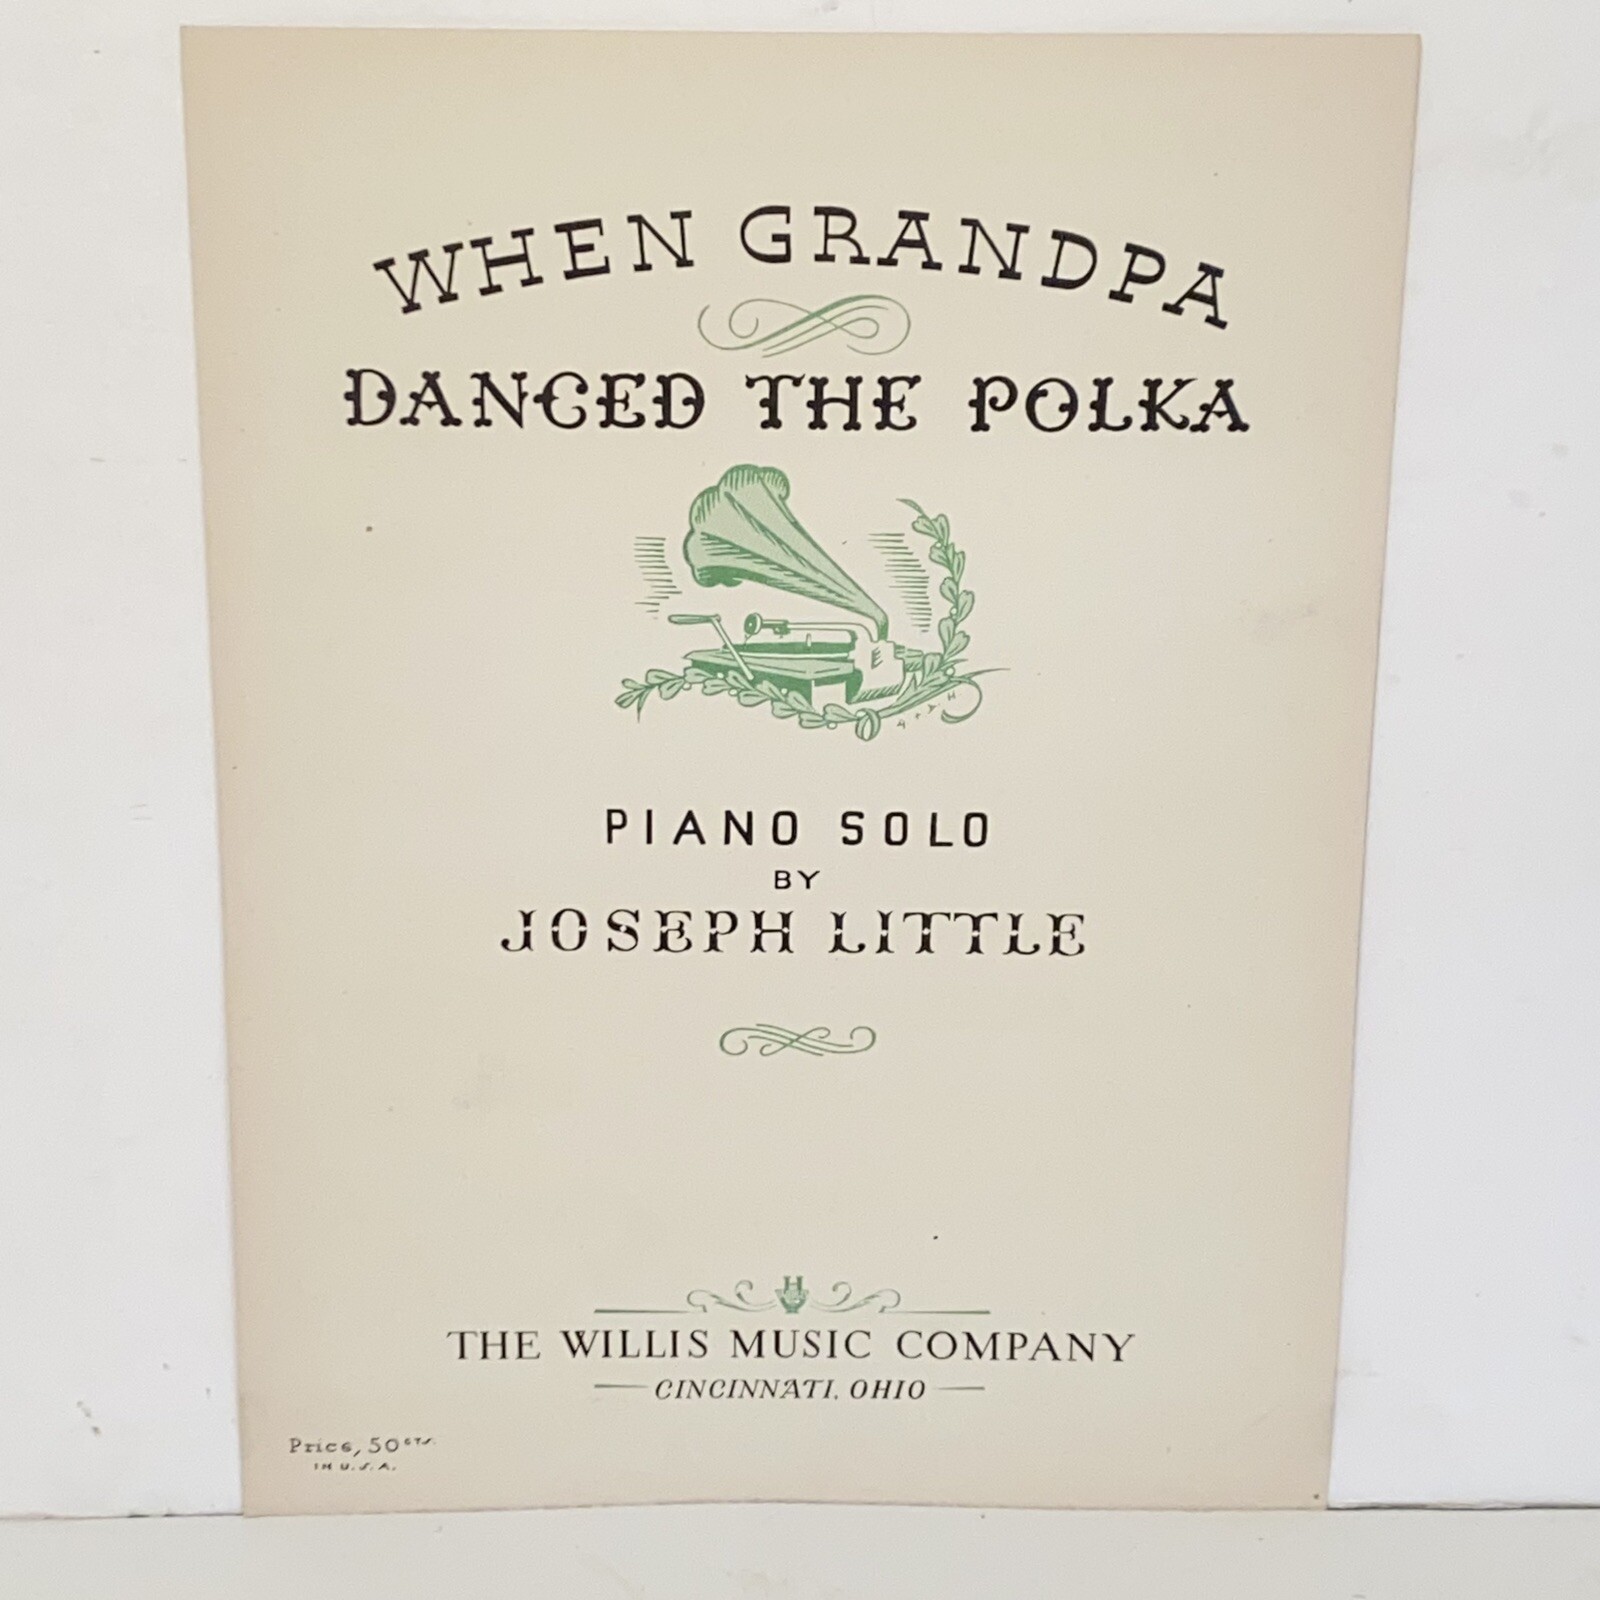 WHEN GRANDPA
DANCED THE POLKA
PIANO SOLO
BY
JOSEPH LITTLE
THE WILLIS MUSIC COMPANY
CINCINNATI, OHIO
Price, 50 CTS.
IN U.S.A.